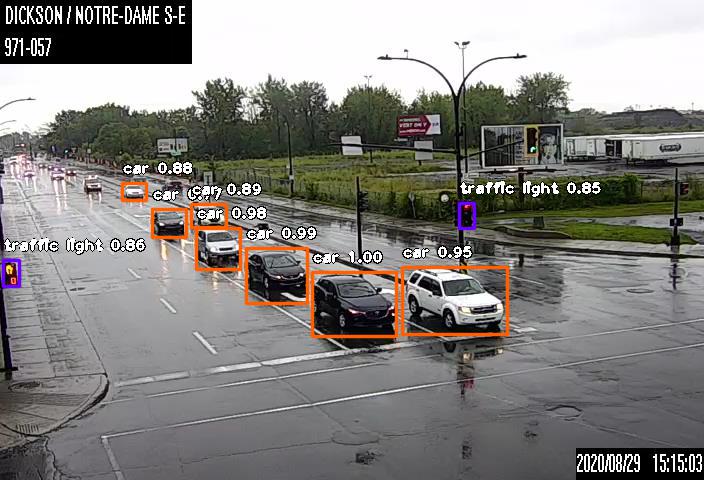 DICKSON / NOTRE-DAME S-E
971-057
car 0.88
car 0.89
car 0.98
car 0.99
car 1.00
car 0.95
traffic light 0.85
traffic light 0.86
2020/08/29 15:15:03